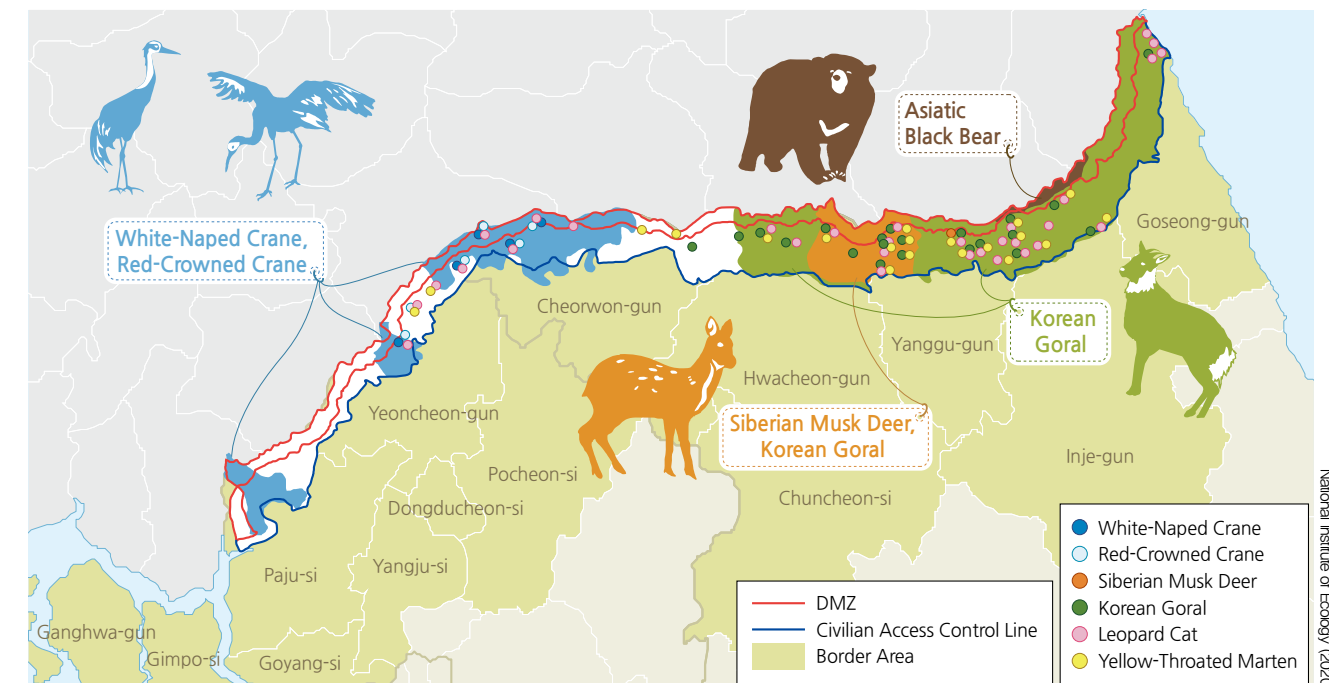 Asiatic
Black Bear
White-Naped Crane,
Red-Crowned Crane
Goseong-gun
Cheorwon-gun
Korean
Goral
Yanggu-gun
Hwacheon-gun
Yeoncheon-gun
Siberian Musk Deer,
Korean Goral
Inje-gun
Pocheon-si
Chuncheon-si
Dongducheon-si
Yangju-si
Paju-si
Ganghwa-gun
Gimpo-si
Goyang-si
DMZ
Civilian Access Control Line
Border Area
White-Naped Crane
Red-Crowned Crane
Siberian Musk Deer
Korean Goral
Leopard Cat
Yellow-Throated Marten
National Institute of Ecology (2020